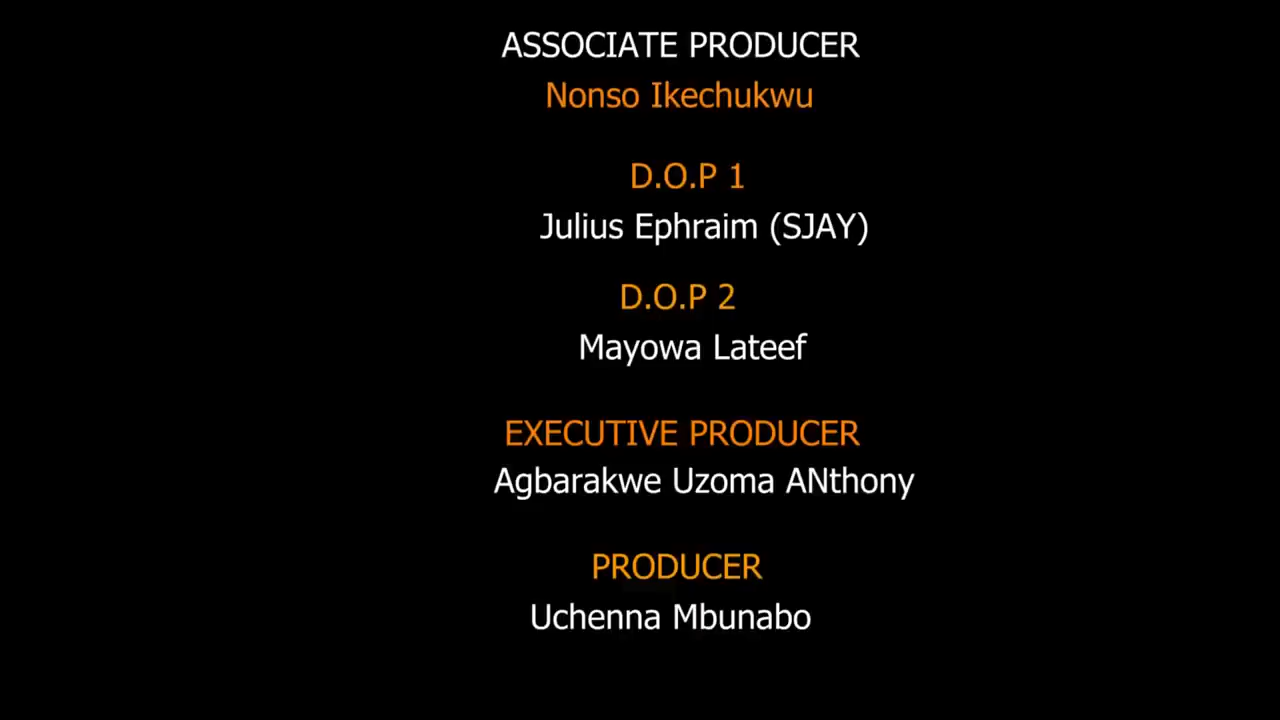 ASSOCIATE PRODUCER
Nonso Ikechukwu
D.O.P 1
Julius Ephraim (SJAY)
D.O.P 2
Mayowa Lateef
EXECUTIVE PRODUCER
Agbarakwe Uzoma ANthony
PRODUCER
Uchenna Mbunabo